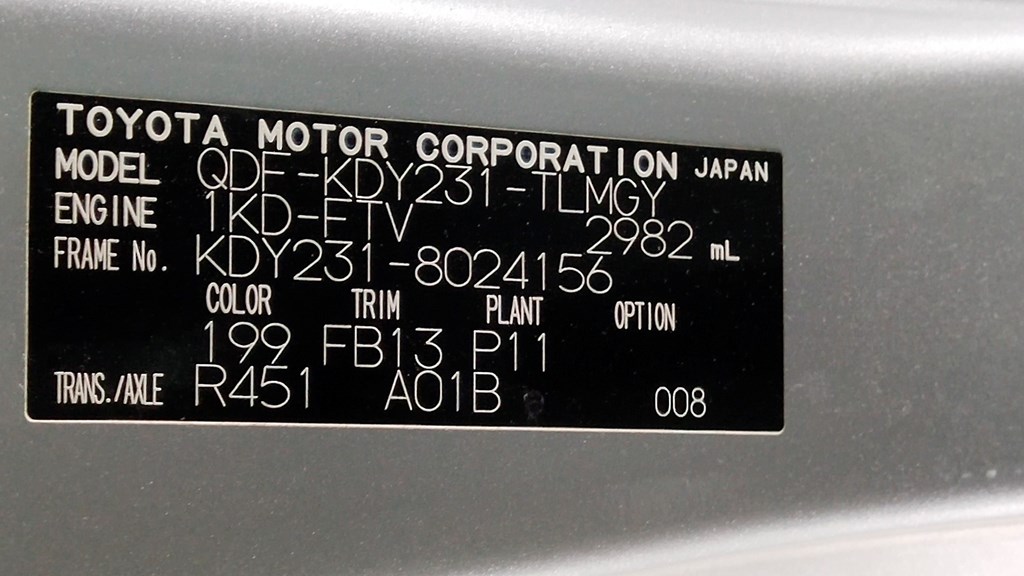 TOYOTA MOTOR CORPORATION JAPAN
MODEL QDF-KDY231-TLMGY
ENGINE 1KD-FTV 2982 mL
FRAME No. KDY231-8024156
COLOR TRIM PLANT OPTION
199 FB13 P11
TRANS./AXLE R451 A01B 008